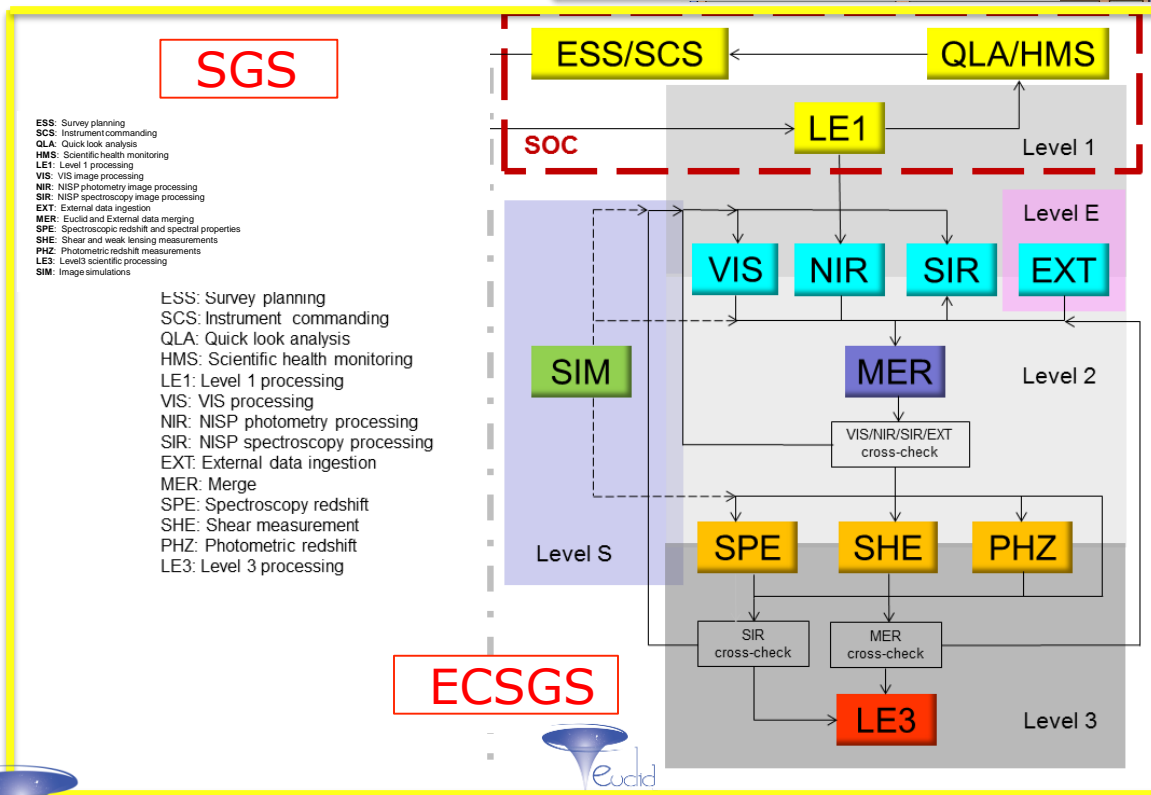 SGS
ESS: Survey planning
SCS: Instrument commanding
QLA: Quick look analysis
HMS: Scientific health monitoring
LE1: Level 1 processing
VIS: VIS image processing
NIR: NISP photometry image processing
SIR: NISP spectroscopy image processing
EXT: External data ingestion
MER: Euclid and External data merging
SPE: Spectroscopic redshift and spectral properties
SHE: Shear and weak lensing measurements
PHZ: Photometric redshift measurements
LE3: Level3 scientific processing
SIM: Image simulations
ESS: Survey planning
SCS: Instrument commanding
QLA: Quick look analysis
HMS: Scientific health monitoring
LE1: Level 1 processing
VIS: VIS processing
NIR: NISP photometry processing
SIR: NISP spectroscopy processing
EXT: External data ingestion
MER: Merge
SPE: Spectroscopy redshift
SHE: Shear measurement
PHZ: Photometric redshift
LE3: Level 3 processing
ECSGS
ESS/SCS
QLA/HMS
LE1
SOC
Level 1
Level E
VIS
NIR
SIR
EXT
SIM
MER
Level 2
VIS/NIR/SIR/EXT
cross-check
Level S
SPE
SHE
PHZ
SIR
cross-check
MER
cross-check
LE3
Level 3
euclid